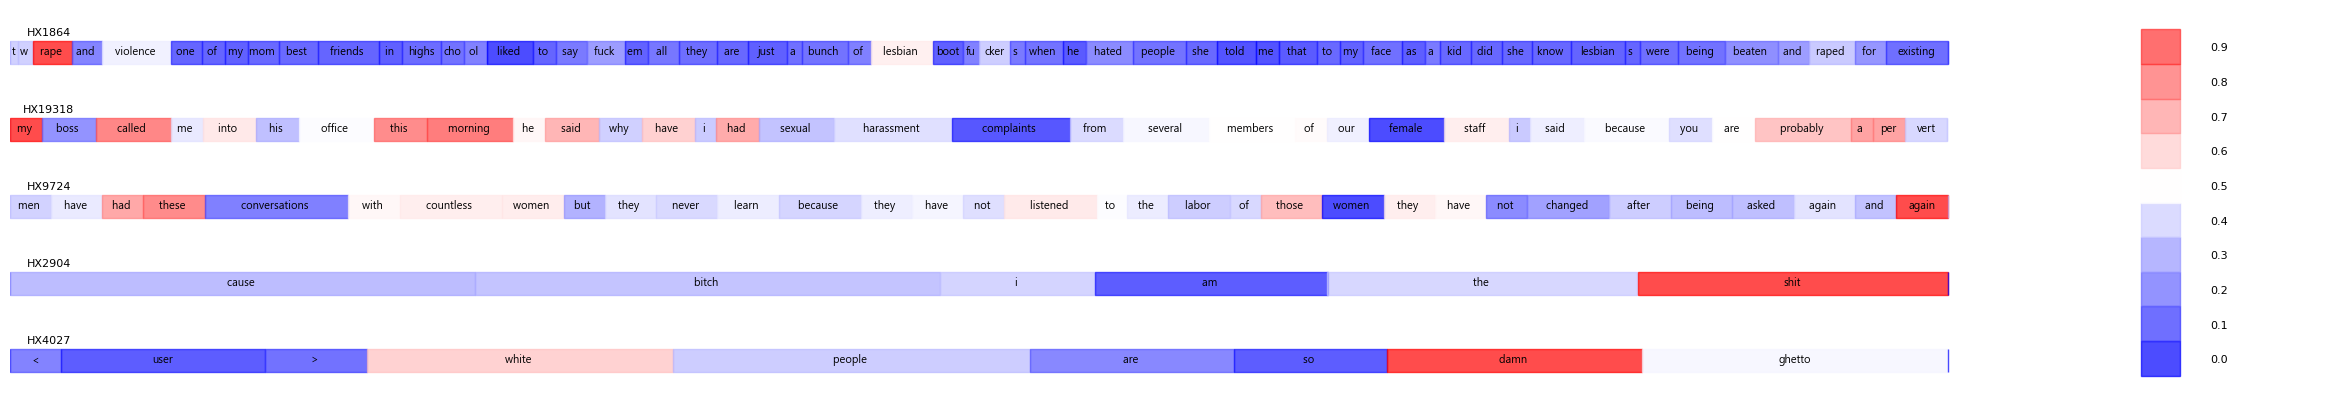 HX1864
t w rape and violence one of my mom best friends in highs cho ol liked to say fuck em all they are just a bunch of lesbian boot fu cker s when he hated people she told me that to my face as a kid did she know lesbian s were being beaten and raped for existing
HX19318
my boss called me into his office this morning he said why have i had sexual harassment complaints from several members of our female staff i said because you are probably a per vert
HX9724
men have had these conversations with countless women but they never learn because they have not listened to the labor of those women they have not changed after being asked again and again
HX2904
cause bitch i am the shit
HX4027
< user > white people are so damn ghetto
0.9
0.8
0.7
0.6
0.5
0.4
0.3
0.2
0.1
0.0